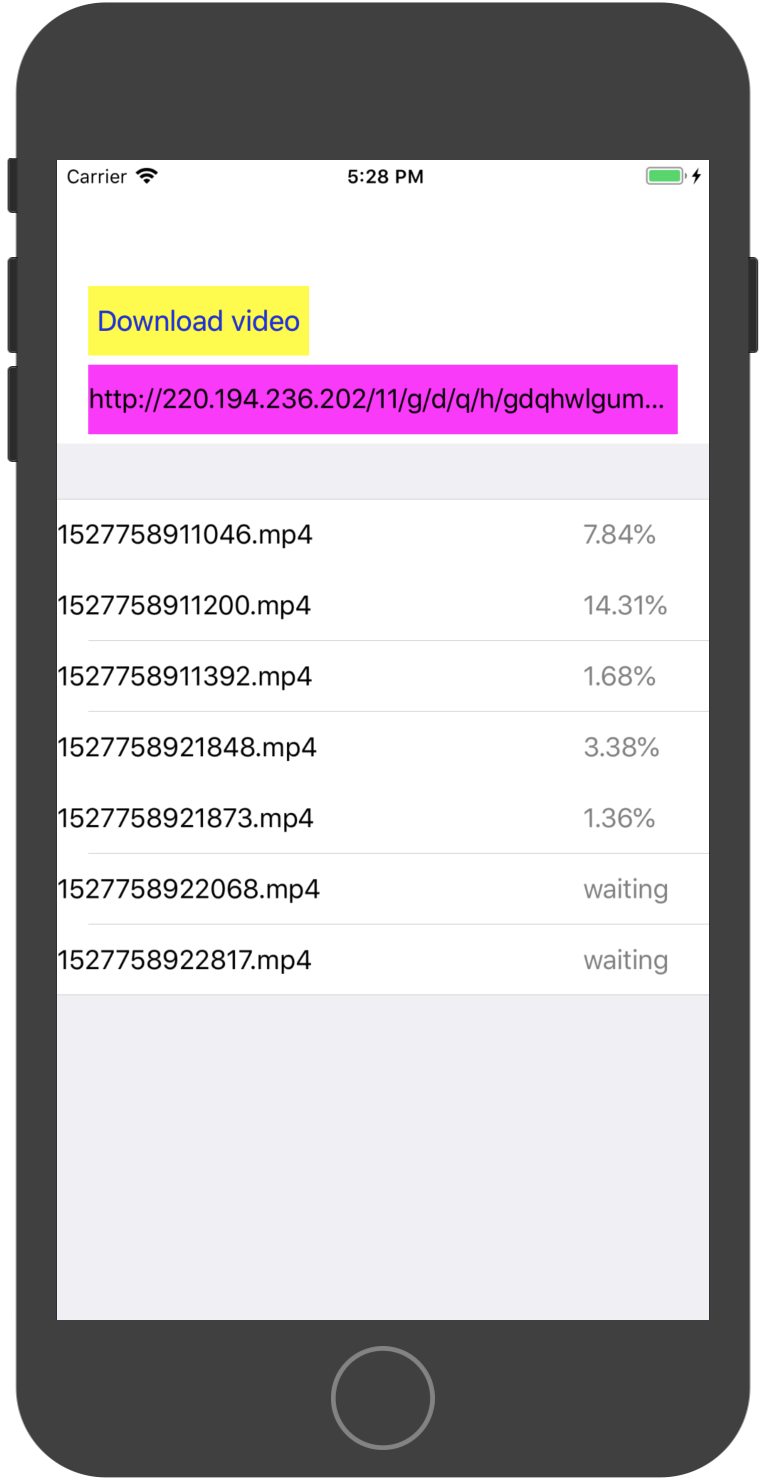 Carrier 5:28 PM
Download video
http://220.194.236.202/11/g/d/q/h/gdqhwlgum...
1527758911046.mp4 7.84%
1527758911200.mp4 14.31%
1527758911392.mp4 1.68%
1527758921848.mp4 3.38%
1527758921873.mp4 1.36%
1527758922068.mp4 waiting
1527758922817.mp4 waiting